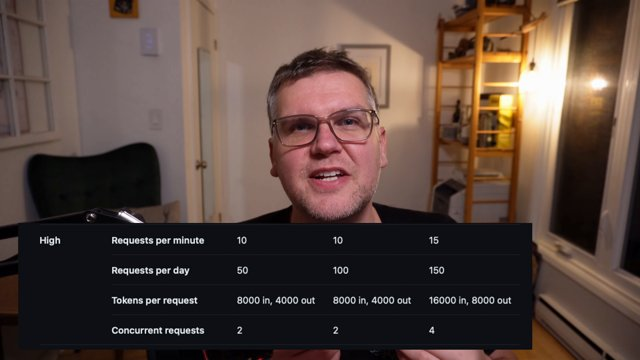 High Requests per minute 10 10 15
Requests per day 50 100 150
Tokens per request 8000 in, 4000 out 8000 in, 4000 out 16000 in, 8000 out
Concurrent requests 2 2 4